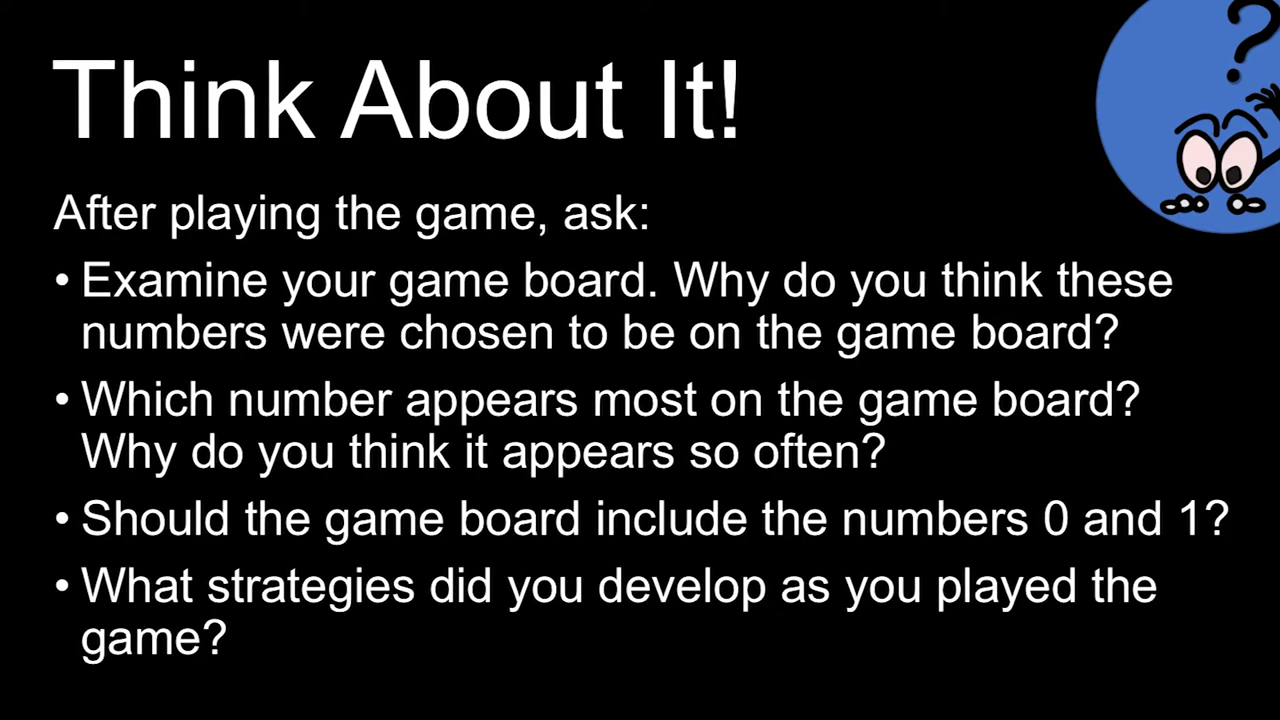 Think About It!
After playing the game, ask:
• Examine your game board. Why do you think these
numbers were chosen to be on the game board?
• Which number appears most on the game board?
Why do you think it appears so often?
• Should the game board include the numbers 0 and 1?
• What strategies did you develop as you played the
game?
?